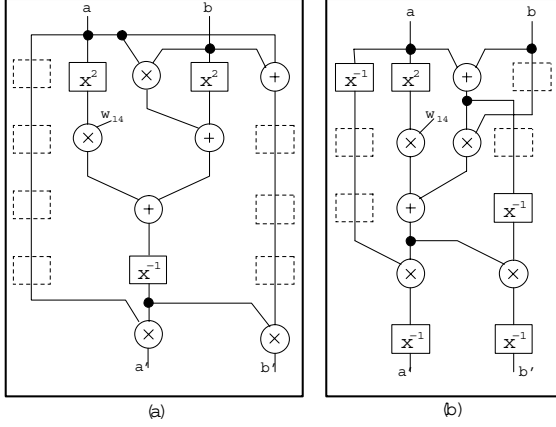 a b
x² × x² +
w₁₄
× +
+
x⁻¹
× ×
a' b'
(a)
a b
x⁻¹ x² +
w₁₄
× ×
+ x⁻¹
× ×
x⁻¹ x⁻¹
a' b'
(b)